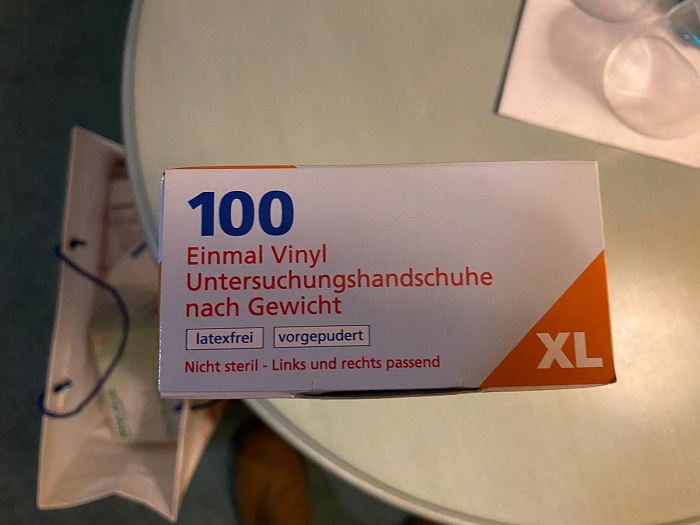 100
Einmal Vinyl
Untersuchungshandschuhe
nach Gewicht
latexfrei vorgepudert
Nicht steril - Links und rechts passend
XL